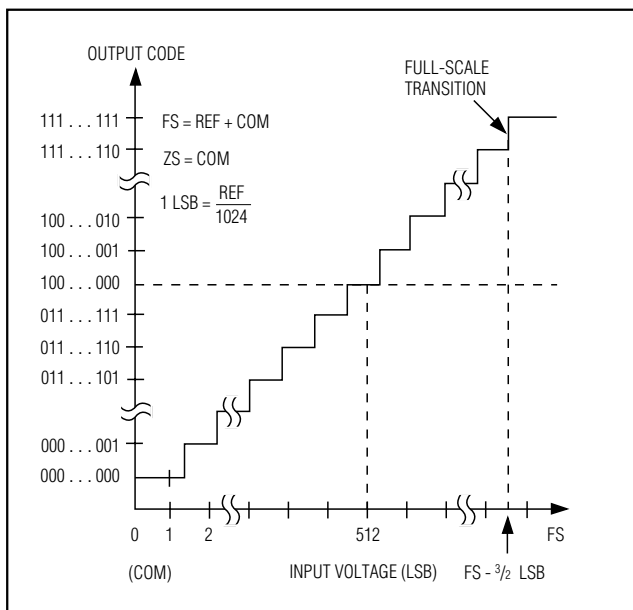 OUTPUT CODE
FULL-SCALE
TRANSITION
111 . . . 111
FS = REF + COM
111 . . . 110
ZS = COM
1 LSB = REF
1024
100 . . . 010
100 . . . 001
100 . . . 000
011 . . . 111
011 . . . 110
011 . . . 101
000 . . . 001
000 . . . 000
0 1 2 512 FS
(COM) INPUT VOLTAGE (LSB) FS - 3/2 LSB